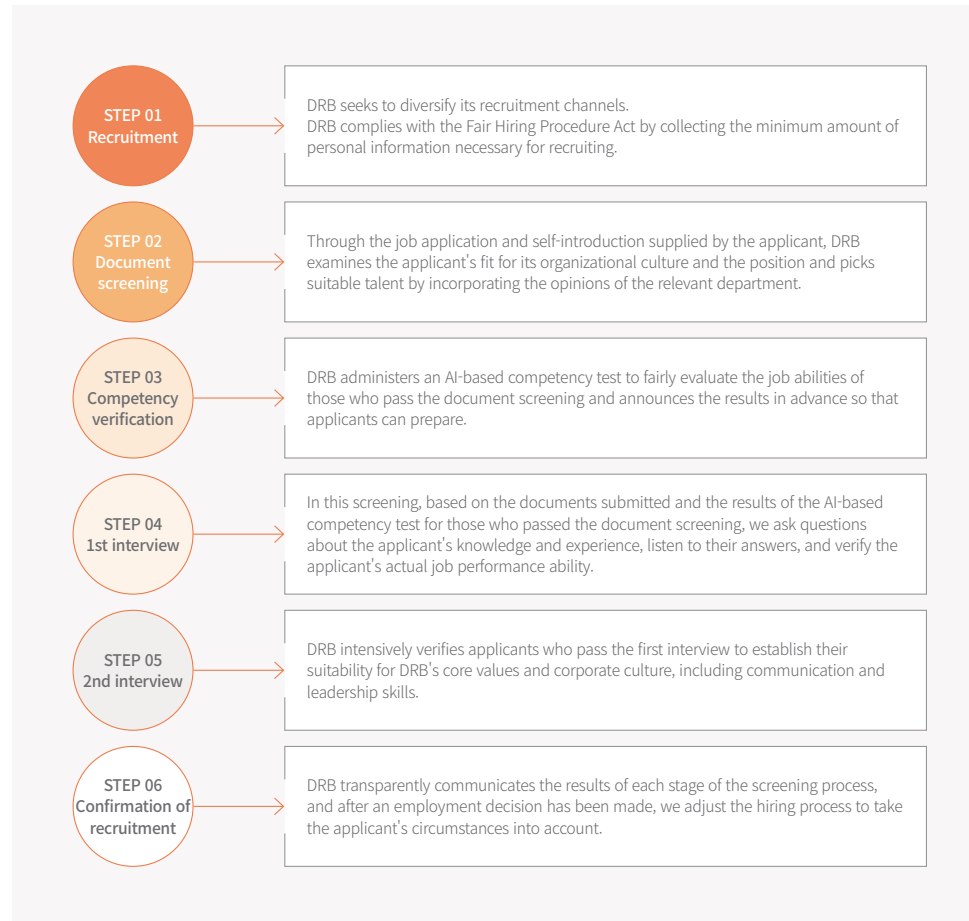 STEP 01
Recruitment
DRB seeks to diversify its recruitment channels.
DRB complies with the Fair Hiring Procedure Act by collecting the minimum amount of
personal information necessary for recruiting.
STEP 02
Document
screening
Through the job application and self-introduction supplied by the applicant, DRB
examines the applicant's fit for its organizational culture and the position and picks
suitable talent by incorporating the opinions of the relevant department.
STEP 03
Competency
verification
DRB administers an AI-based competency test to fairly evaluate the job abilities of
those who pass the document screening and announces the results in advance so that
applicants can prepare.
STEP 04
1st interview
In this screening, based on the documents submitted and the results of the AI-based
competency test for those who passed the document screening, we ask questions
about the applicant's knowledge and experience, listen to their answers, and verify the
applicant's actual job performance ability.
STEP 05
2nd interview
DRB intensively verifies applicants who pass the first interview to establish their
suitability for DRB's core values and corporate culture, including communication and
leadership skills.
STEP 06
Confirmation of
recruitment
DRB transparently communicates the results of each stage of the screening process,
and after an employment decision has been made, we adjust the hiring process to take
the applicant's circumstances into account.